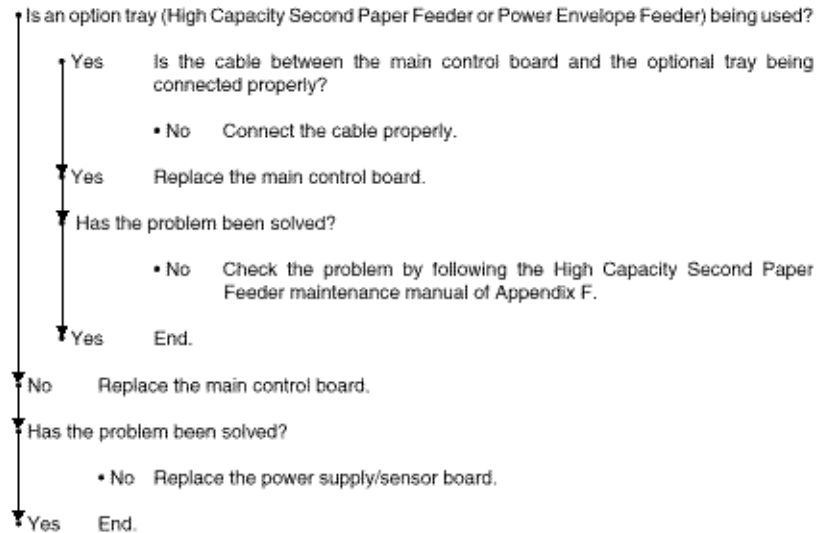 • Is an option tray (High Capacity Second Paper Feeder or Power Envelope Feeder) being used?
• Yes Is the cable between the main control board and the optional tray being
connected properly?
• No Connect the cable properly.
• Yes Replace the main control board.
• Has the problem been solved?
• No Check the problem by following the High Capacity Second Paper
Feeder maintenance manual of Appendix F.
• Yes End.
• No Replace the main control board.
• Has the problem been solved?
• No Replace the power supply/sensor board.
• Yes End.